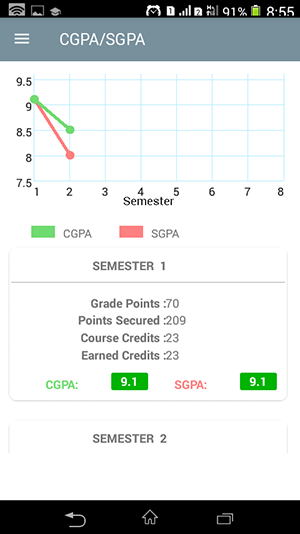 91% 8:55
CGPA/SGPA
9.5
9
8.5
8
7.5
1 2 3 4 5 6 7 8
Semester
CGPA SGPA
SEMESTER 1
Grade Points :70
Points Secured :209
Course Credits :23
Earned Credits :23
CGPA: 9.1 SGPA: 9.1
SEMESTER 2